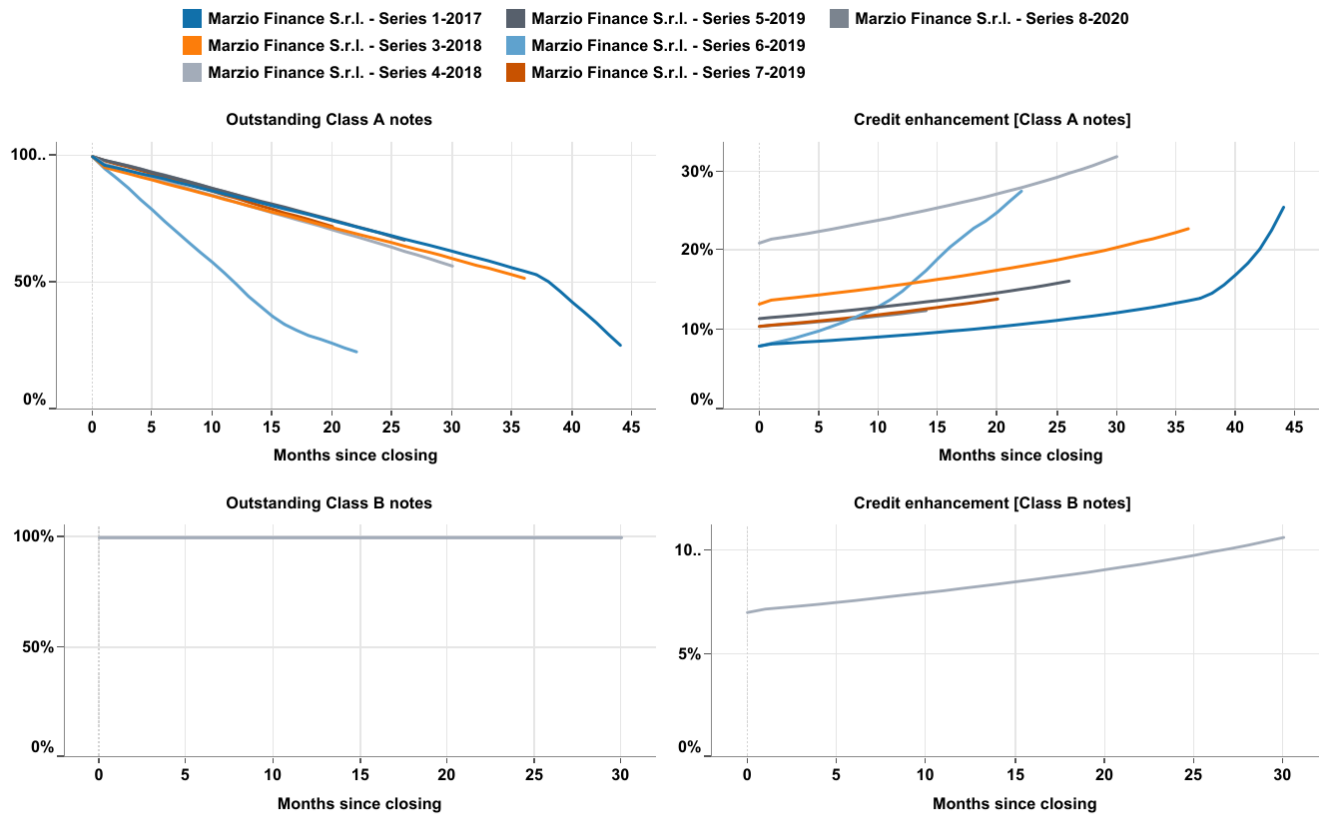 Marzio Finance S.r.l. - Series 1-2017 Marzio Finance S.r.l. - Series 5-2019 Marzio Finance S.r.l. - Series 8-2020
Marzio Finance S.r.l. - Series 3-2018 Marzio Finance S.r.l. - Series 6-2019
Marzio Finance S.r.l. - Series 4-2018 Marzio Finance S.r.l. - Series 7-2019
Outstanding Class A notes
100..
50%
0%
0 5 10 15 20 25 30 35 40 45
Months since closing
Credit enhancement [Class A notes]
30%
20%
10%
0%
0 5 10 15 20 25 30 35 40 45
Months since closing
Outstanding Class B notes
100%
50%
0%
0 5 10 15 20 25 30
Months since closing
Credit enhancement [Class B notes]
10..
5%
0%
0 5 10 15 20 25 30
Months since closing